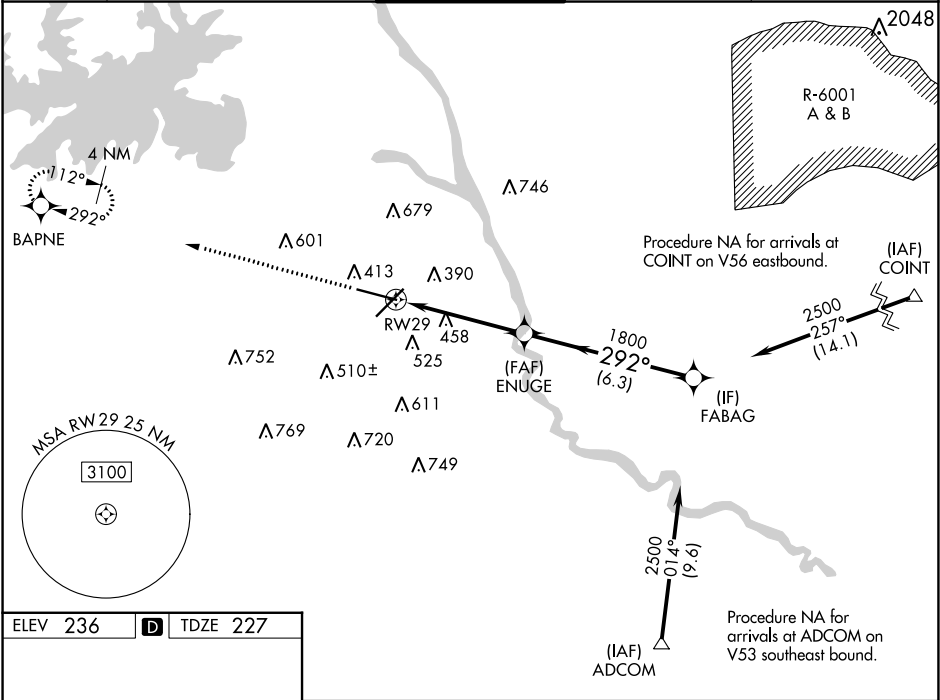 2048
R-6001
A & B
4 NM
112°
292°
BAPNE
746
679
601
413
390
Procedure NA for arrivals at
COINT on V56 eastbound.
(IAF)
COINT
2500
257°
(14.1)
RW29
458
525
1800
292°
(6.3)
(FAF)
ENUGE
(IF)
FABAG
752
510±
611
769
720
749
MSA RW 29 25 NM
3100
2500
014°
(9.6)
(IAF)
ADCOM
Procedure NA for
arrivals at ADCOM on
V53 southeast bound.
ELEV 236 D TDZE 227